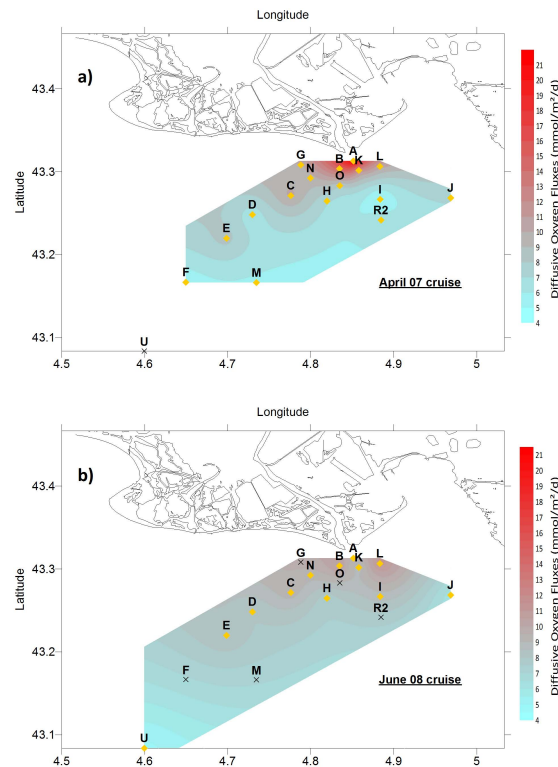 Longitude
a)
43.4
43.3
43.2
43.1
Latitude
A
B
K
L
G
N
O
C
H
I
J
D
R2
E
F
M
U
April 07 cruise
4.5
4.6
4.7
4.8
4.9
5
21
20
19
18
17
16
15
14
13
12
11
10
9
8
7
6
5
4
Diffusive Oxygen Fluxes (mmol/m²/d)
Longitude
b)
43.4
43.3
43.2
43.1
Latitude
A
B
K
L
G
N
O
C
H
I
J
D
R2
E
F
M
U
June 08 cruise
4.5
4.6
4.7
4.8
4.9
5
21
20
19
18
17
16
15
14
13
12
11
10
9
8
7
6
5
4
Diffusive Oxygen Fluxes (mmol/m²/d)